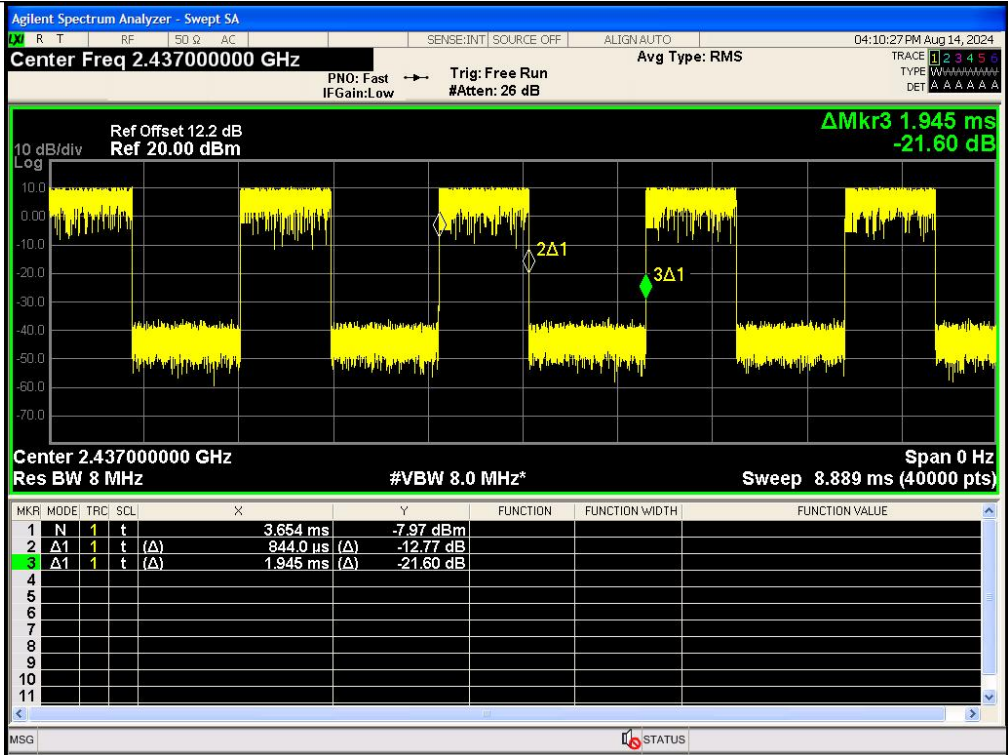 Agilent Spectrum Analyzer - Swept SA
LXI R T RF 50 Ω AC SENSE:INT SOURCE OFF ALIGN AUTO 04:10:27 PM Aug 14, 2024
Center Freq 2.437000000 GHz Avg Type: RMS TRACE 1 2 3 4 5 6
PNO: Fast Trig: Free Run TYPE WWWWWW
IFGain:Low #Atten: 26 dB DET A A A A A A
ΔMkr3 1.945 ms
Ref Offset 12.2 dB
10 dB/div Ref 20.00 dBm -21.60 dB
Log
10.0
0.00
-10.0
2Δ1
-20.0
3Δ1
-30.0
-40.0
-50.0
-60.0
-70.0
Center 2.437000000 GHz Span 0 Hz
Res BW 8 MHz #VBW 8.0 MHz* Sweep 8.889 ms (40000 pts)
MKR MODE TRC SCL X Y FUNCTION FUNCTION WIDTH FUNCTION VALUE
1 N 1 t 3.654 ms -7.97 dBm
2 Δ1 1 t (Δ) 844.0 µs (Δ) -12.77 dB
3 Δ1 1 t (Δ) 1.945 ms (Δ) -21.60 dB
4
5
6
7
8
9
10
11
MSG STATUS